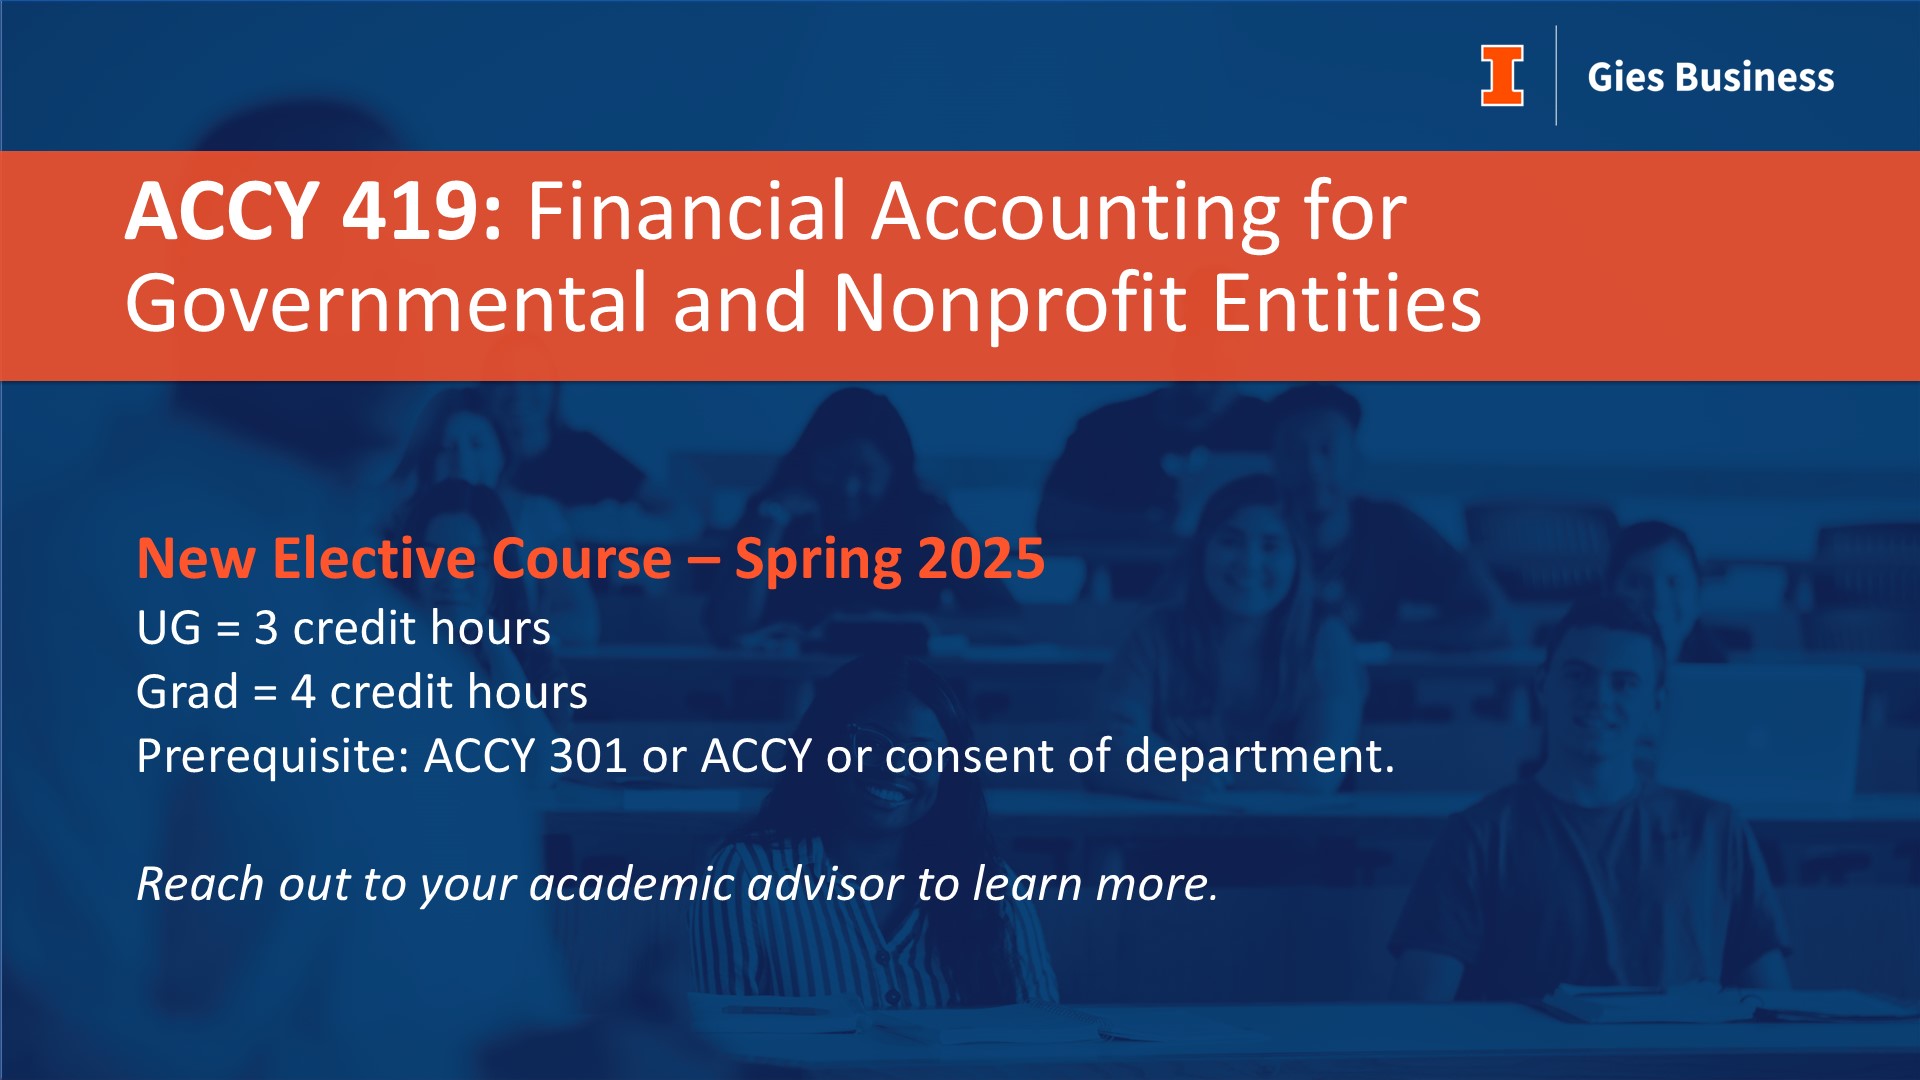 I
Gies Business
ACCY 419: Financial Accounting for
Governmental and Nonprofit Entities
New Elective Course – Spring 2025
UG = 3 credit hours
Grad = 4 credit hours
Prerequisite: ACCY 301 or ACCY or consent of department.
Reach out to your academic advisor to learn more.